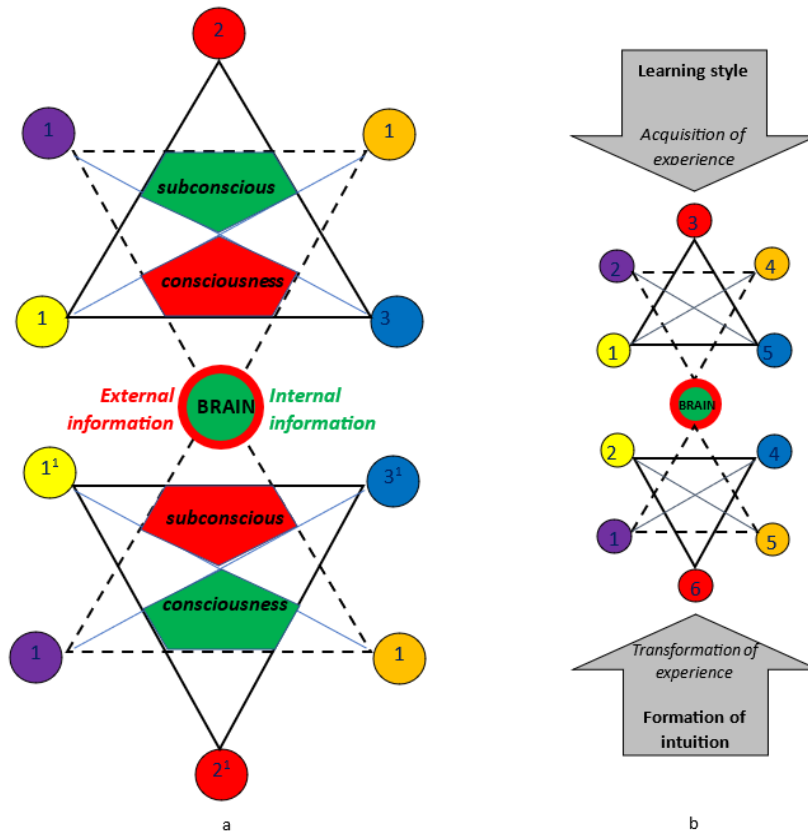 2
1
1
subconscious
consciousness
1
3
External
information
BRAIN
Internal
information
1¹
3¹
subconscious
consciousness
1
1
2¹
a
Learning style
Acquisition of
experience
3
2
4
1
5
BRAIN
2
4
1
5
6
Transformation of
experience
Formation of
intuition
b